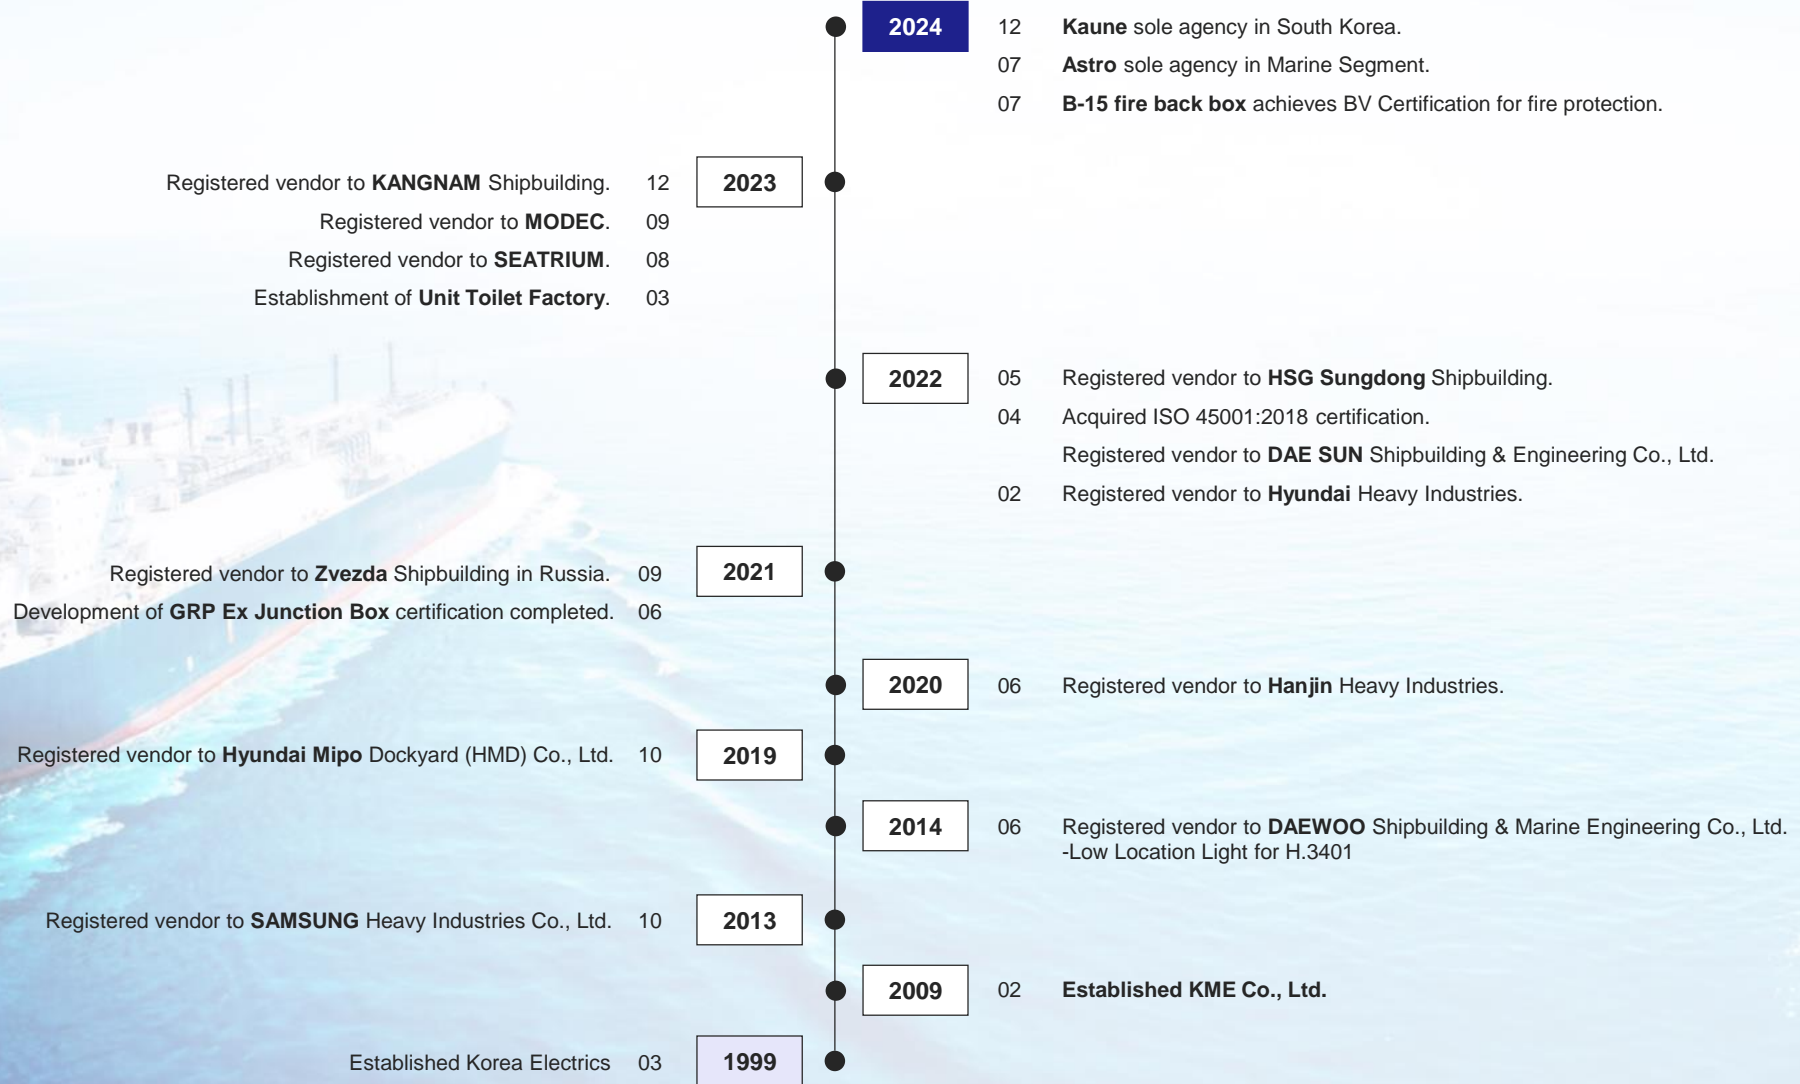 2024
12 Kaune sole agency in South Korea.
07 Astro sole agency in Marine Segment.
07 B-15 fire back box achieves BV Certification for fire protection.
Registered vendor to KANGNAM Shipbuilding. 12 2023
Registered vendor to MODEC. 09
Registered vendor to SEATRIUM. 08
Establishment of Unit Toilet Factory. 03
2022 05 Registered vendor to HSG Sungdong Shipbuilding.
04 Acquired ISO 45001:2018 certification.
Registered vendor to DAE SUN Shipbuilding & Engineering Co., Ltd.
02 Registered vendor to Hyundai Heavy Industries.
Registered vendor to Zvezda Shipbuilding in Russia. 09 2021
Development of GRP Ex Junction Box certification completed. 06
2020 06 Registered vendor to Hanjin Heavy Industries.
Registered vendor to Hyundai Mipo Dockyard (HMD) Co., Ltd. 10 2019
2014 06 Registered vendor to DAEWOO Shipbuilding & Marine Engineering Co., Ltd.
-Low Location Light for H.3401
Registered vendor to SAMSUNG Heavy Industries Co., Ltd. 10 2013
2009 02 Established KME Co., Ltd.
Established Korea Electrics 03 1999